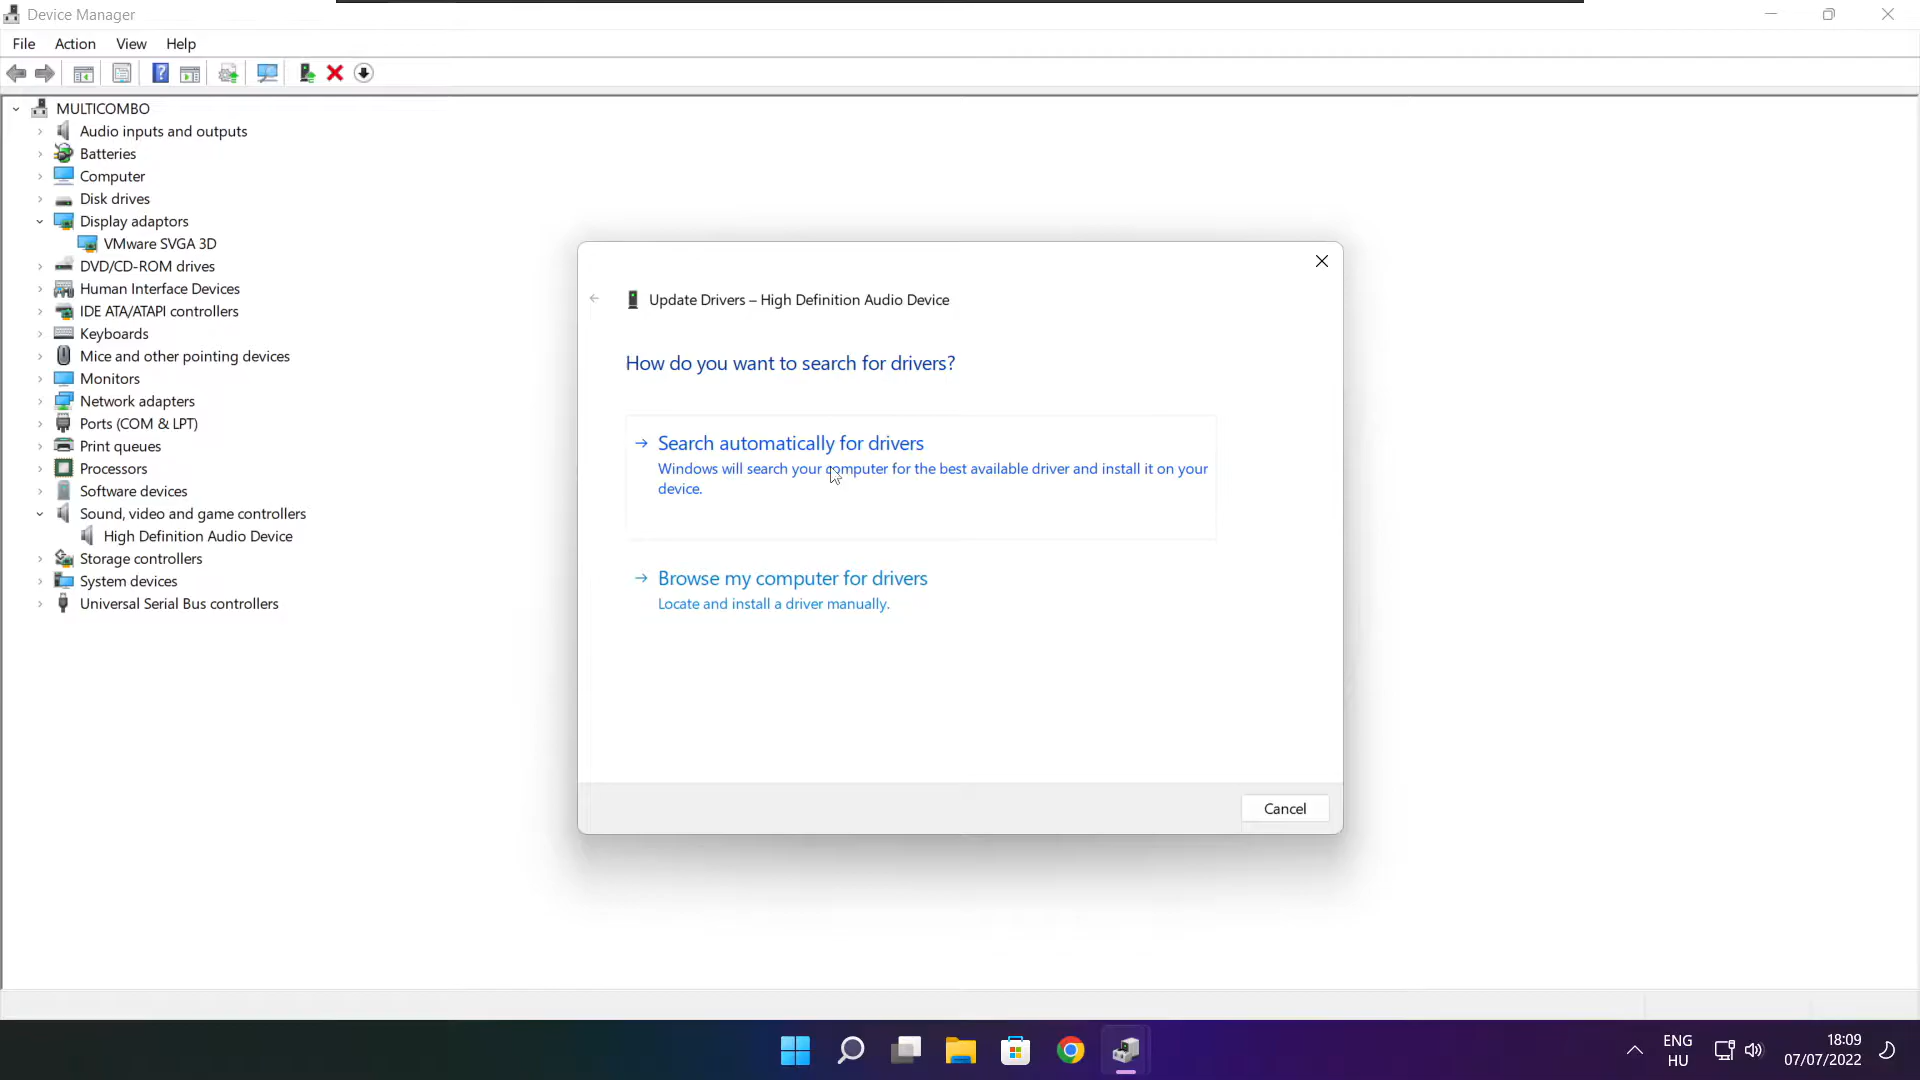 Device Manager
File Action View Help
MULTICOMBO
Audio inputs and outputs
Batteries
Computer
Disk drives
Display adaptors
VMware SVGA 3D
DVD/CD-ROM drives
Human Interface Devices
IDE ATA/ATAPI controllers
Keyboards
Mice and other pointing devices
Monitors
Network adapters
Ports (COM & LPT)
Print queues
Processors
Software devices
Sound, video and game controllers
High Definition Audio Device
Storage controllers
System devices
Universal Serial Bus controllers
Update Drivers – High Definition Audio Device
How do you want to search for drivers?
Search automatically for drivers
Windows will search your computer for the best available driver and install it on your
device.
Browse my computer for drivers
Locate and install a driver manually.
Cancel
ENG
HU
18:09
07/07/2022